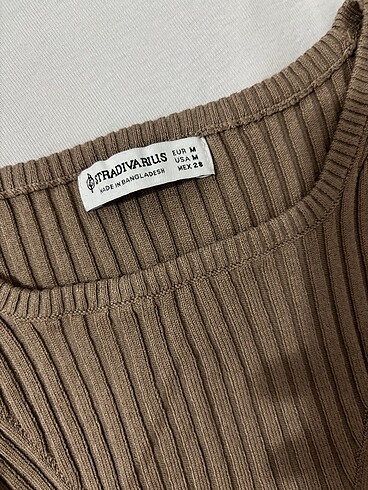 STRADIVARIUS
MADE IN BANGLADESH
EUR M
USA M
MEX 28